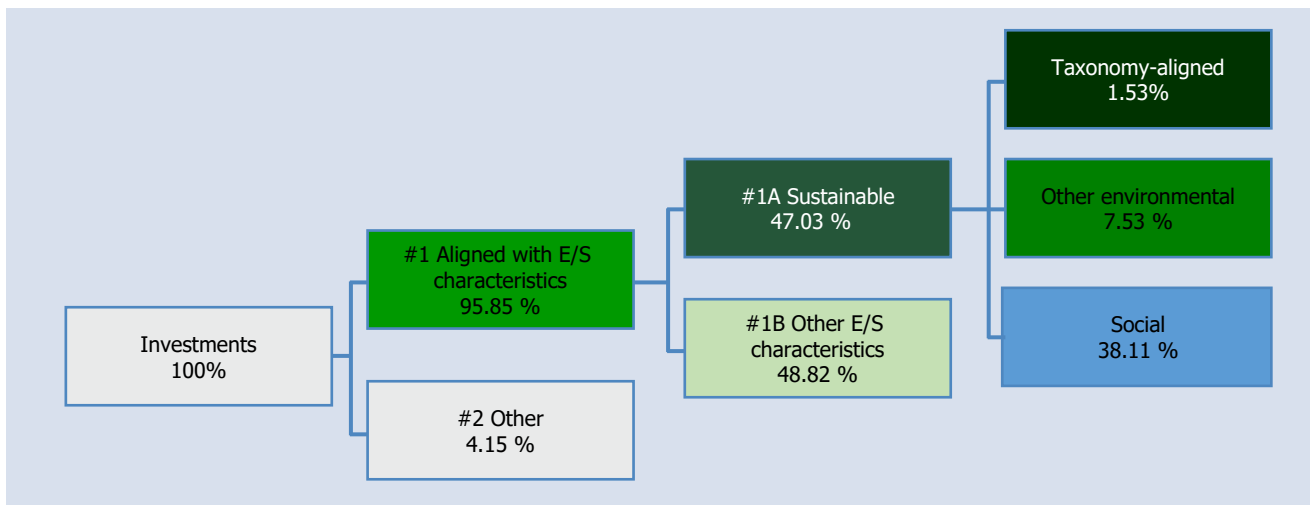 Investments
100%
#1 Aligned with E/S
characteristics
95.85 %
#2 Other
4.15 %
#1A Sustainable
47.03 %
#1B Other E/S
characteristics
48.82 %
Taxonomy-aligned
1.53%
Other environmental
7.53 %
Social
38.11 %